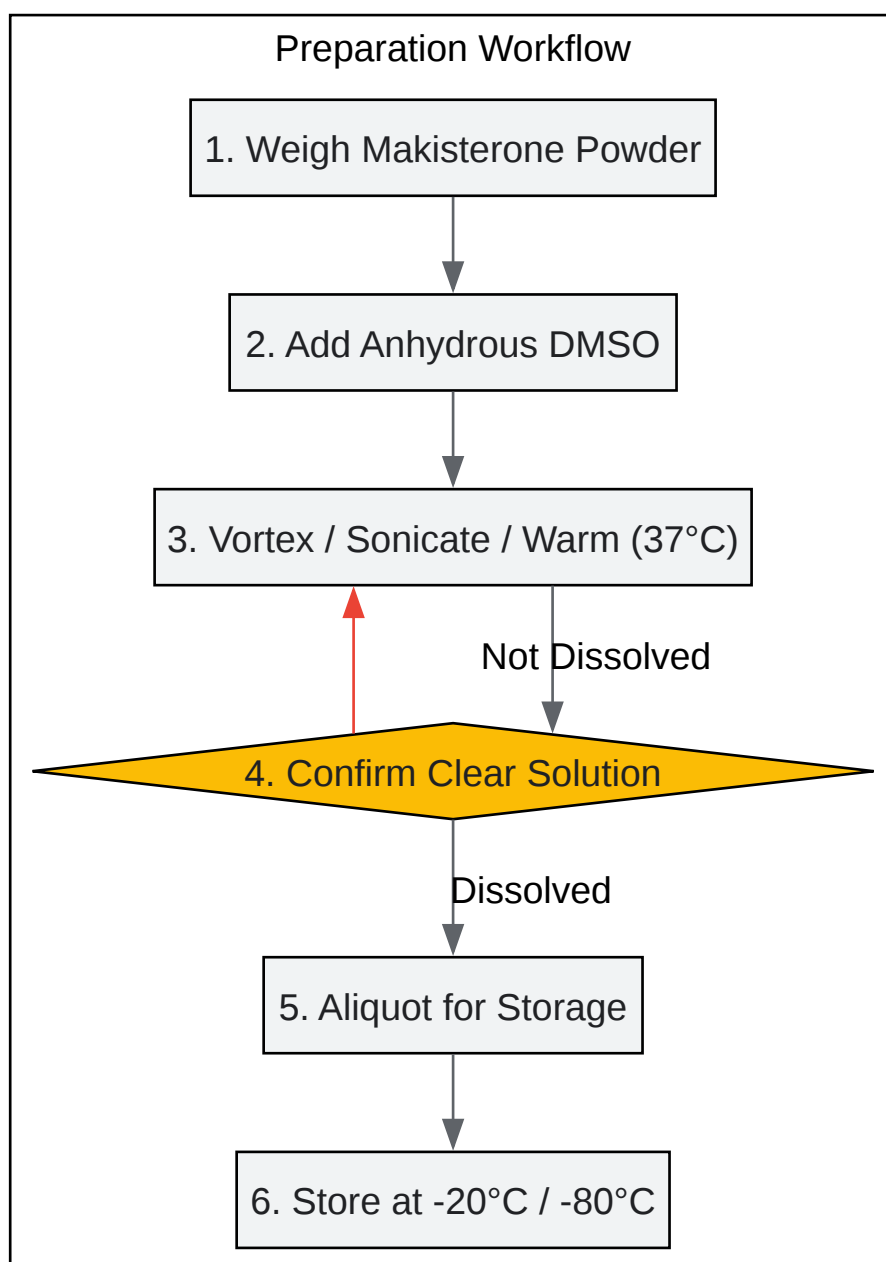 Preparation Workflow
1. Weigh Makisterone Powder
2. Add Anhydrous DMSO
3. Vortex / Sonicate / Warm (37°C)
Not Dissolved
4. Confirm Clear Solution
Dissolved
5. Aliquot for Storage
6. Store at -20°C / -80°C